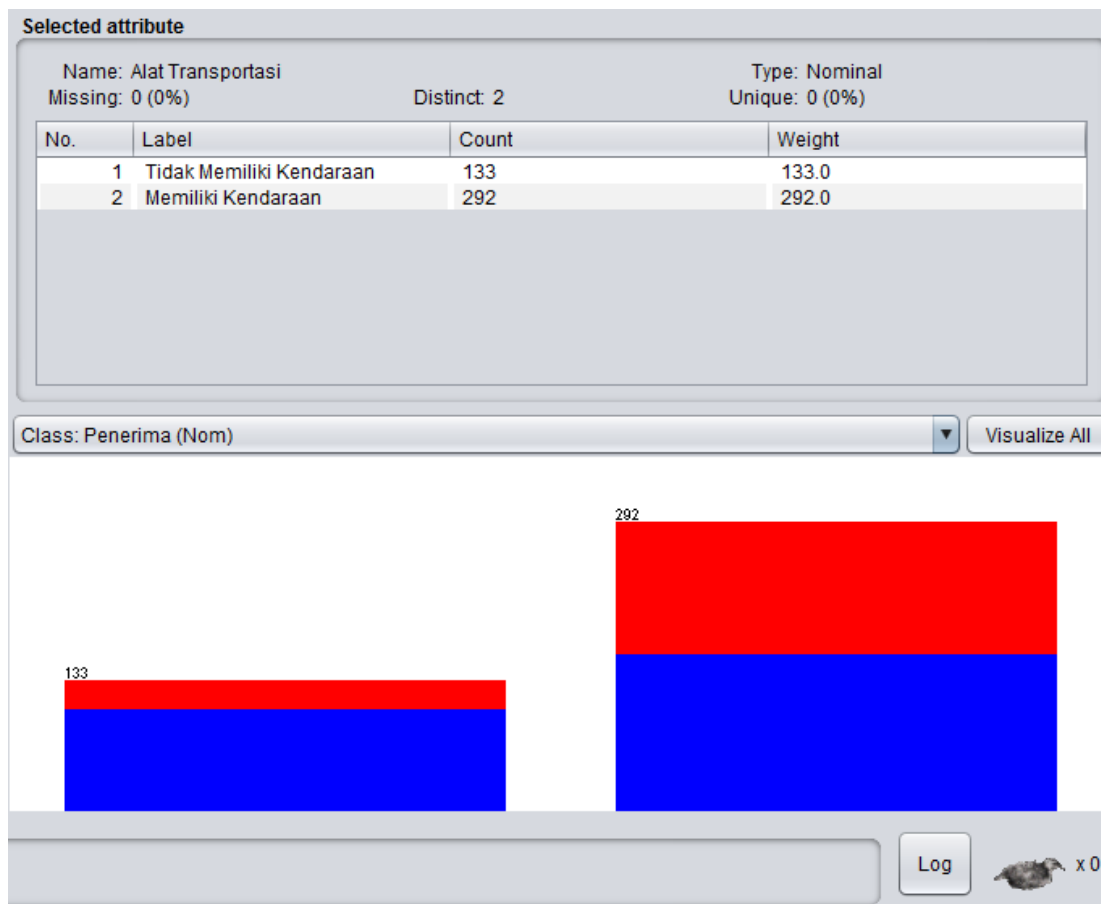 Selected attribute
Name: Alat Transportasi Type: Nominal
Missing: 0 (0%) Distinct: 2 Unique: 0 (0%)
No. Label Count Weight
1 Tidak Memiliki Kendaraan 133 133.0
2 Memiliki Kendaraan 292 292.0
Class: Penerima (Nom) Visualize All
292
133
Log x 0